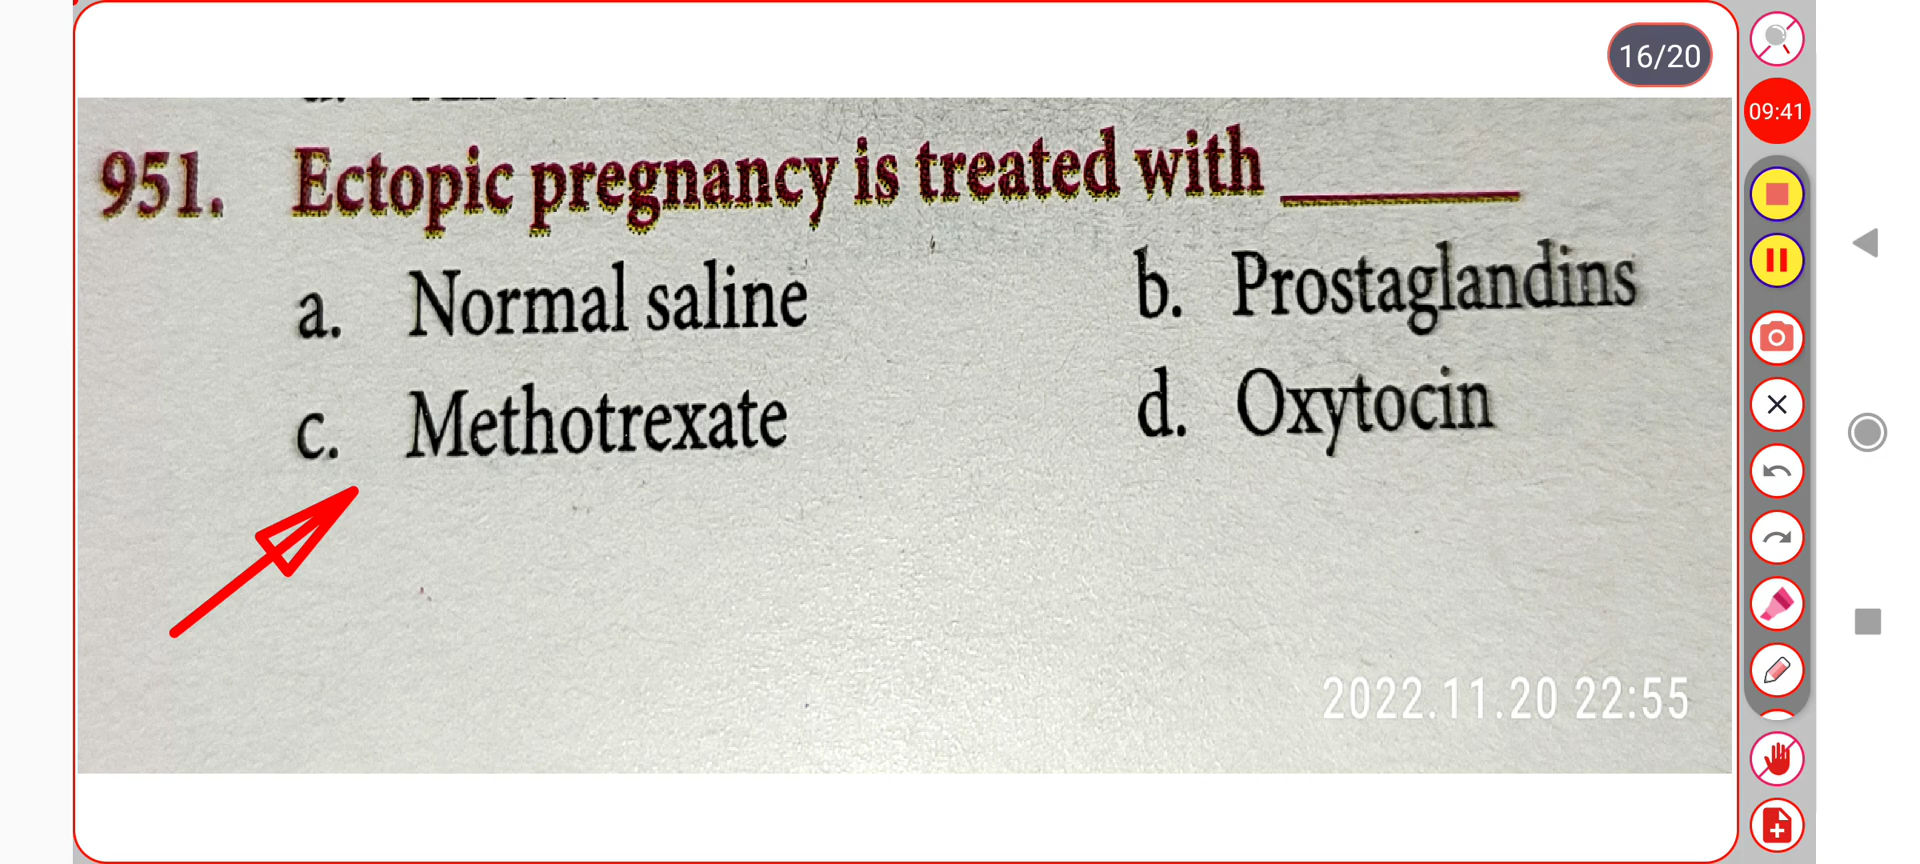 16/20
09:41
951. Ectopic pregnancy is treated with ________
a. Normal saline b. Prostaglandins
c. Methotrexate d. Oxytocin
2022.11.20 22:55